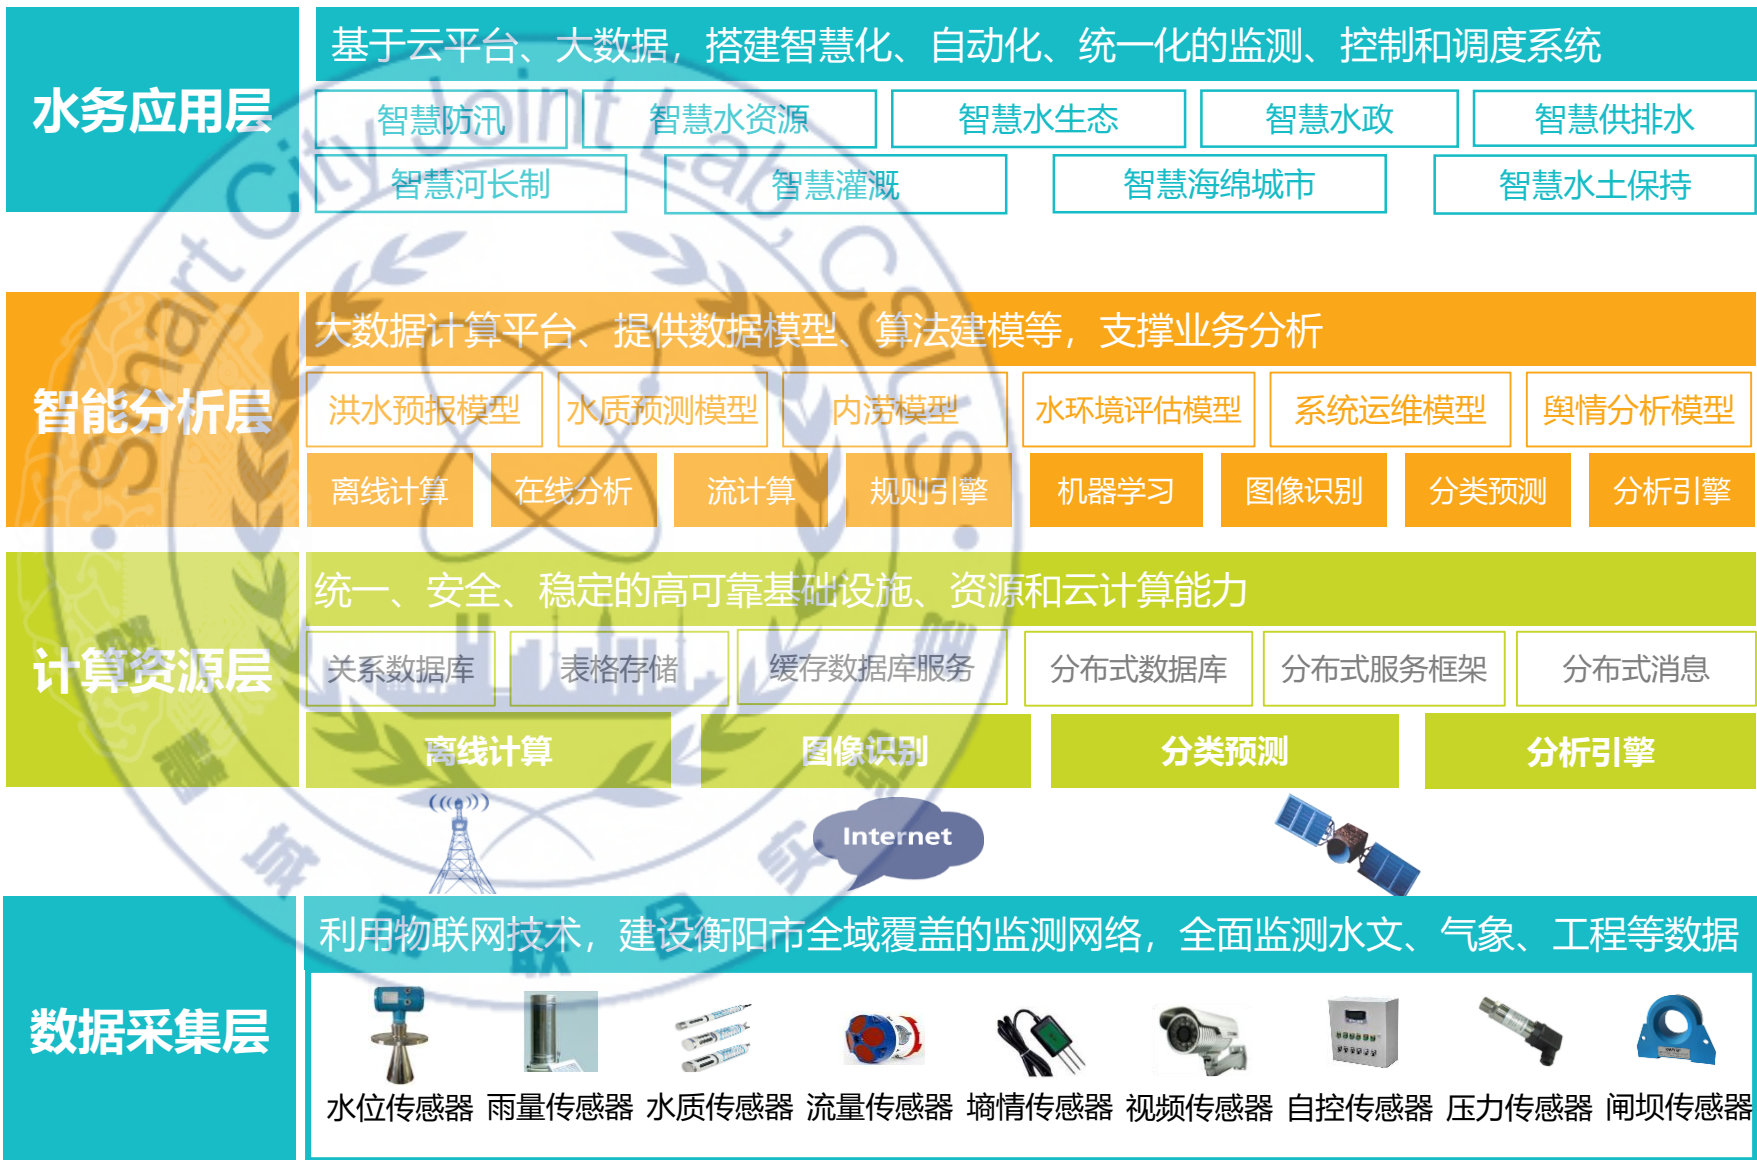 基于云平台、大数据，搭建智慧化、自动化、统一化的监测、控制和调度系统
水务应用层
智慧防汛 智慧水资源 智慧水生态 智慧水政 智慧供排水
智慧河长制 智慧灌溉 智慧海绵城市 智慧水土保持
大数据计算平台、提供数据模型、算法建模等，支撑业务分析
智能分析层
洪水预报模型 水质预测模型 内涝模型 水环境评估模型 系统运维模型 舆情分析模型
离线计算 在线分析 流计算 规则引擎 机器学习 图像识别 分类预测 分析引擎
统一、安全、稳定的高可靠基础设施、资源和云计算能力
计算资源层
关系数据库 表格存储 缓存数据库服务 分布式数据库 分布式服务框架 分布式消息
离线计算 图像识别 分类预测 分析引擎
Internet
利用物联网技术，建设衡阳市全域覆盖的监测网络，全面监测水文、气象、工程等数据
数据采集层
水位传感器 雨量传感器 水质传感器 流量传感器 墒情传感器 视频传感器 自控传感器 压力传感器 闸坝传感器
Smart City Joint Lab, CSUS
智慧城市联合实验室